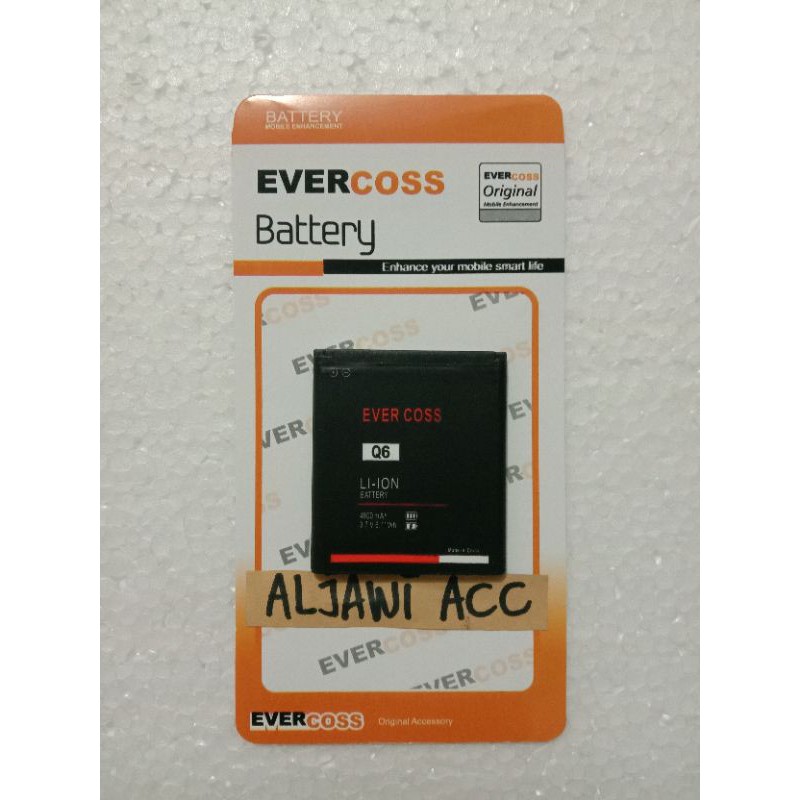 BATTERY
MOBILE ENHANCEMENT
EVERCOSS
Battery
EVERCOSS
Original
Mobile Enhancement
Enhance your mobile smart life
EVERCOSS
EVERCOSS
EVER COSS
Q6
LI-ION
BATTERY
ALJAWI ACC
EVERCOSS
EVERCOSS
EVERCOSS
Original Accessory